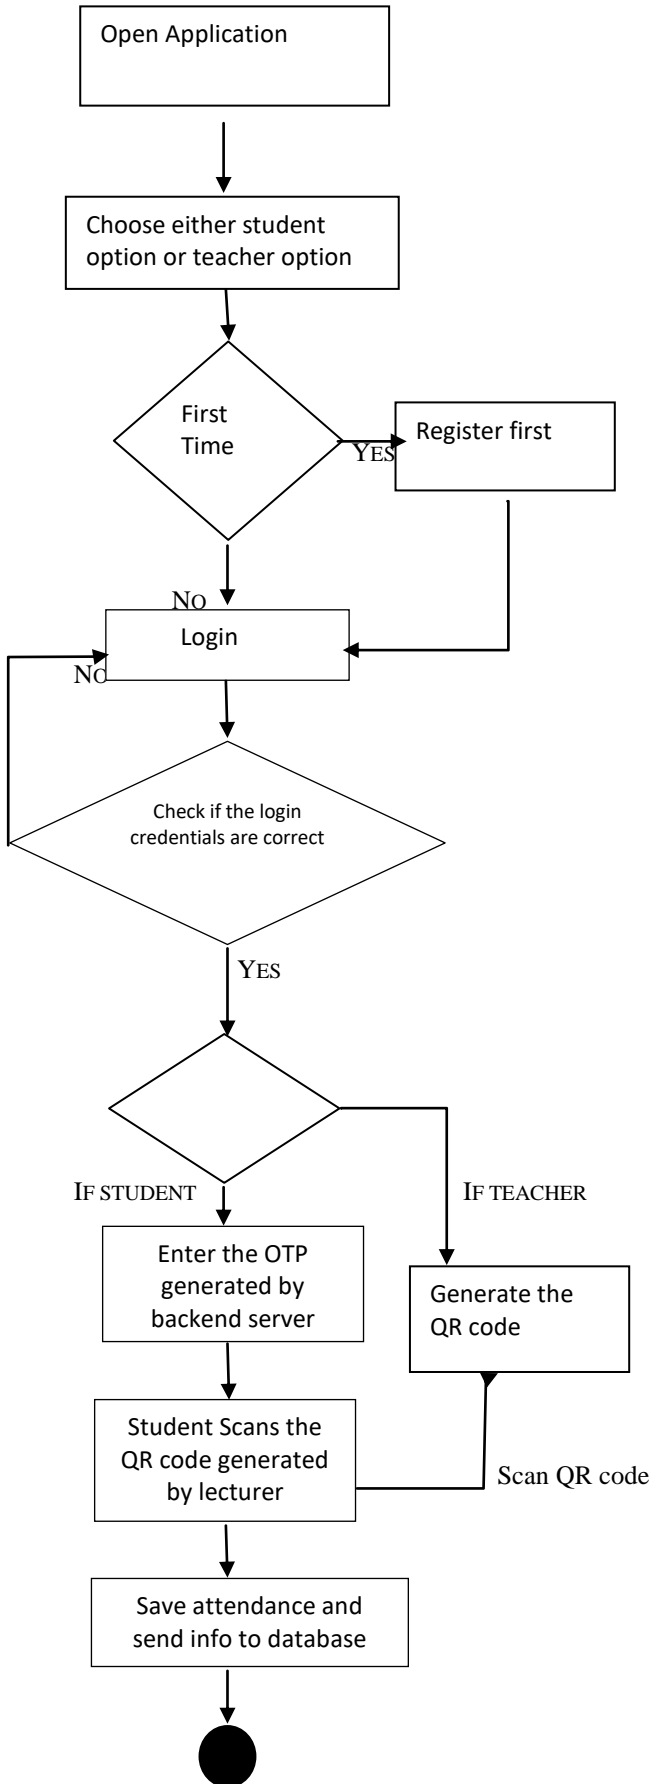 Open Application
Choose either student
option or teacher option
First
Time
YES
Register first
NO
Login
NO
Check if the login
credentials are correct
YES
IF STUDENT
IF TEACHER
Enter the OTP
generated by
backend server
Generate the
QR code
Student Scans the
QR code generated
by lecturer
Scan QR code
Save attendance and
send info to database